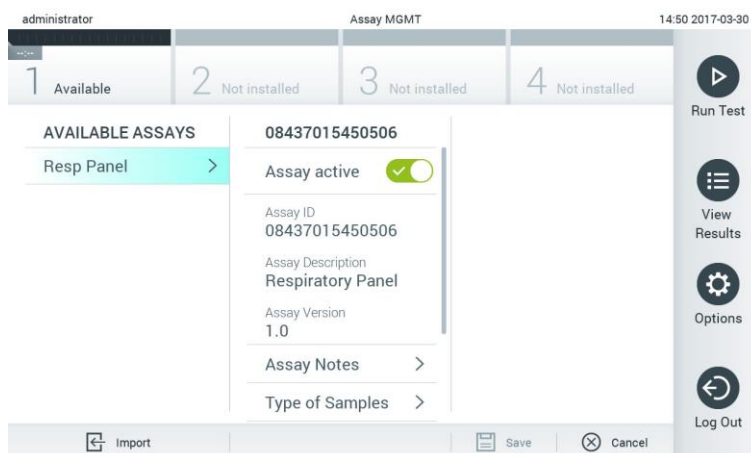 administrator Assay MGMT 14:50 2017-03-30
--:--
1 Available 2 Not installed 3 Not installed 4 Not installed
Run Test
AVAILABLE ASSAYS
Resp Panel
08437015450506
Assay active
Assay ID
08437015450506
Assay Description
Respiratory Panel
Assay Version
1.0
Assay Notes
Type of Samples
View
Results
Options
Log Out
Import Save Cancel